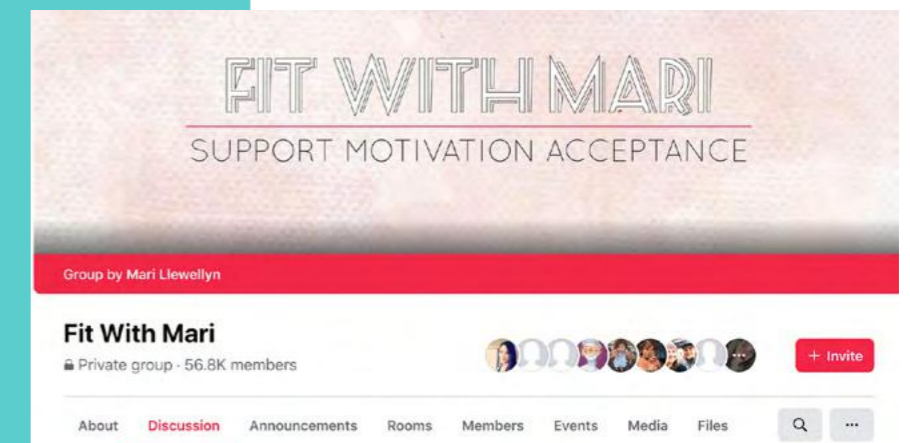 FIT WITH MARI
SUPPORT MOTIVATION ACCEPTANCE
Group by Mari Llewellyn
Fit With Mari
Private group · 56.8K members
+ Invite
About Discussion Announcements Rooms Members Events Media Files